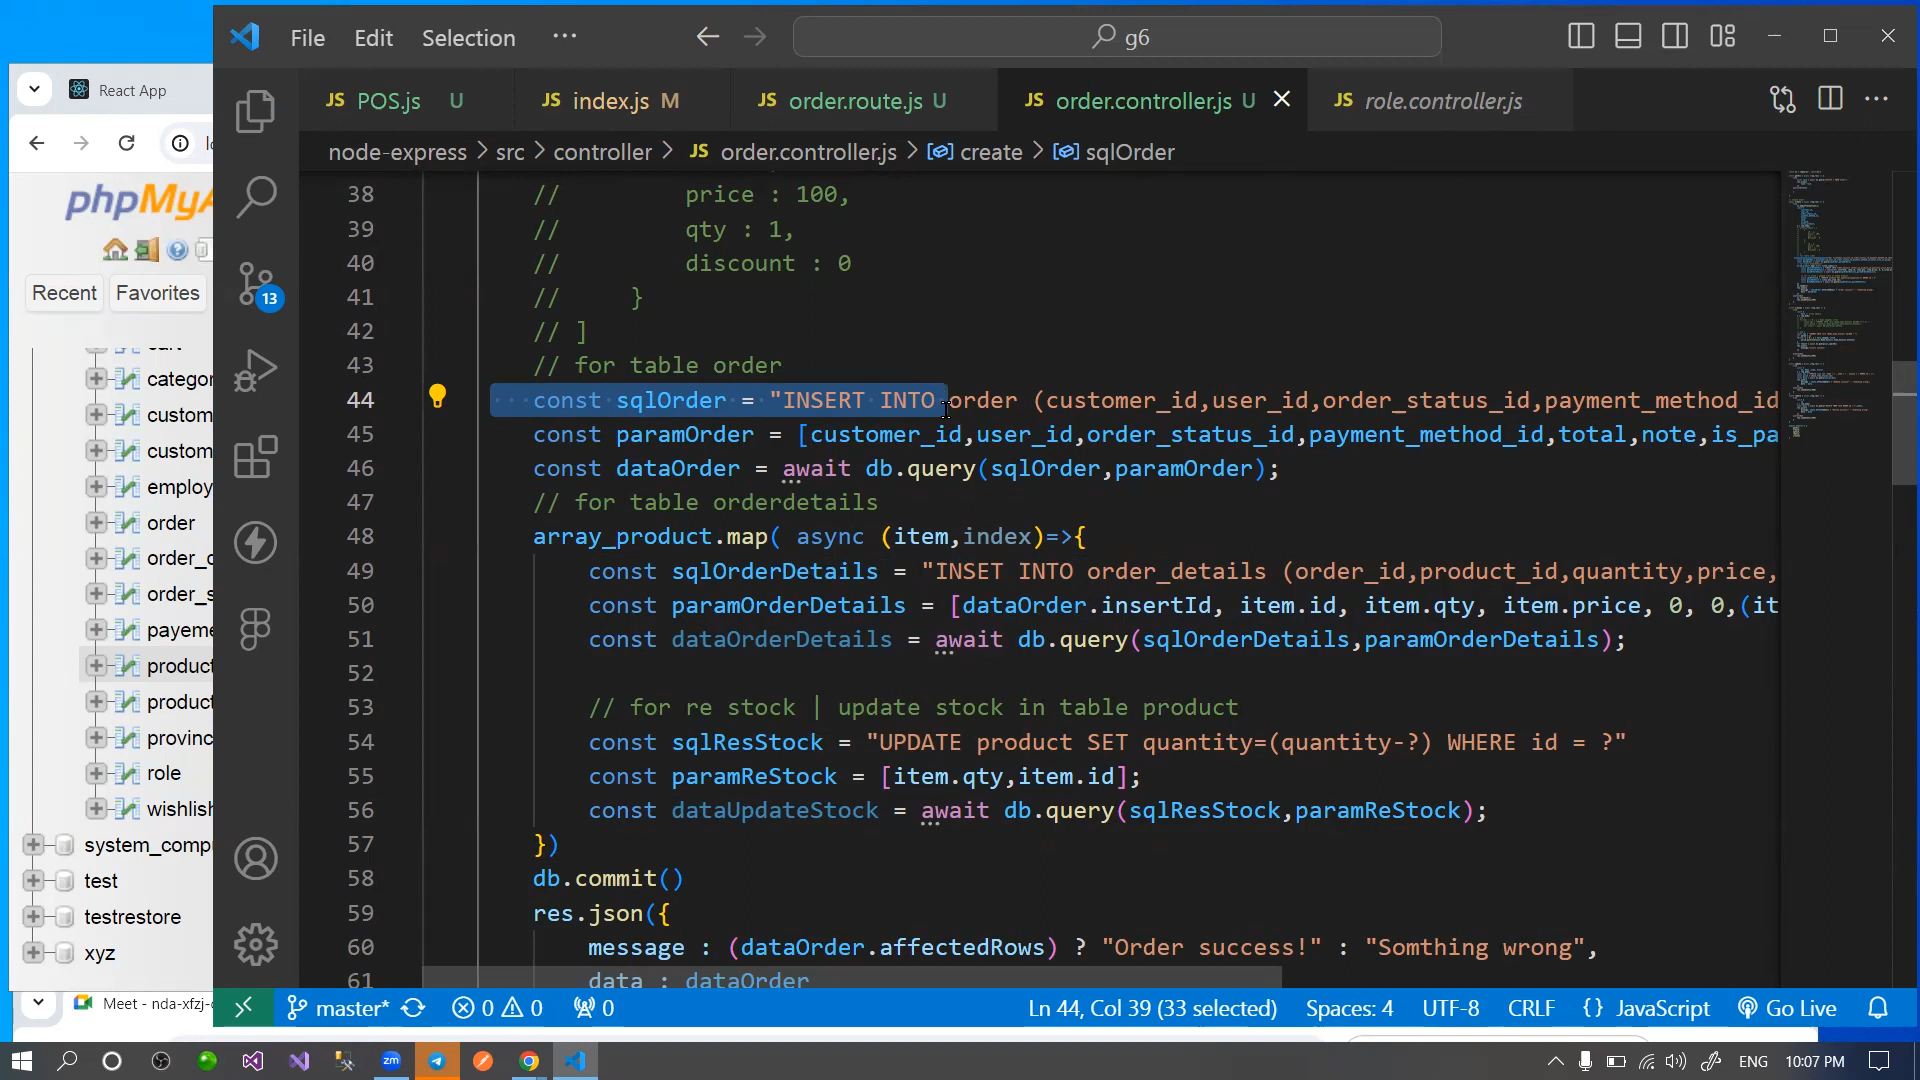 File Edit Selection ···
g6
React App
JS POS.js U
JS index.js M
JS order.route.js U
JS order.controller.js U
JS role.controller.js
node-express > src > controller > JS order.controller.js > create > sqlOrder
phpMyA
Recent Favorites
13
categor
custom
custom
employ
order
order_
order_s
payeme
product
product
provinc
role
wishlish
system_comp
test
testrestore
xyz
Meet - nda-xfzj-
38 // price : 100,
39 // qty : 1,
40 // discount : 0
41 // }
42 // ]
43 // for table order
44 const sqlOrder = "INSERT INTO order (customer_id,user_id,order_status_id,payment_method_id
45 const paramOrder = [customer_id,user_id,order_status_id,payment_method_id,total,note,is_pa
46 const dataOrder = await db.query(sqlOrder,paramOrder);
47 // for table orderdetails
48 array_product.map( async (item,index)=>{
49 const sqlOrderDetails = "INSET INTO order_details (order_id,product_id,quantity,price,
50 const paramOrderDetails = [dataOrder.insertId, item.id, item.qty, item.price, 0, 0,(it
51 const dataOrderDetails = await db.query(sqlOrderDetails,paramOrderDetails);
52
53 // for re stock | update stock in table product
54 const sqlResStock = "UPDATE product SET quantity=(quantity-?) WHERE id = ?"
55 const paramReStock = [item.qty,item.id];
56 const dataUpdateStock = await db.query(sqlResStock,paramReStock);
57 })
58 db.commit()
59 res.json({
60 message : (dataOrder.affectedRows) ? "Order success!" : "Somthing wrong",
61 data : dataOrder
master* 0 0 0 Ln 44, Col 39 (33 selected) Spaces: 4 UTF-8 CRLF {} JavaScript Go Live
zm
ENG 10:07 PM